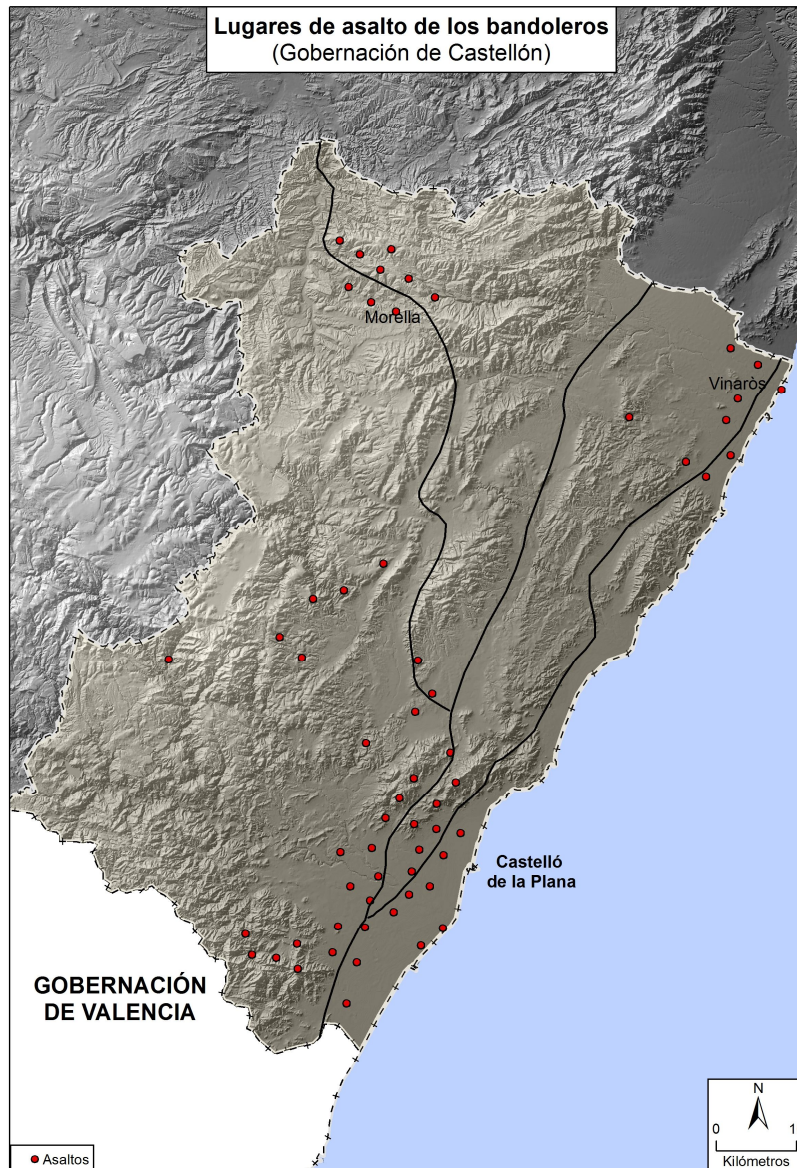 Lugares de asalto de los bandoleros
(Gobernación de Castellón)
Morella
Vinaròs
Castelló
de la Plana
GOBERNACIÓN
DE VALENCIA
N
0 1
Kilómetros
Asaltos